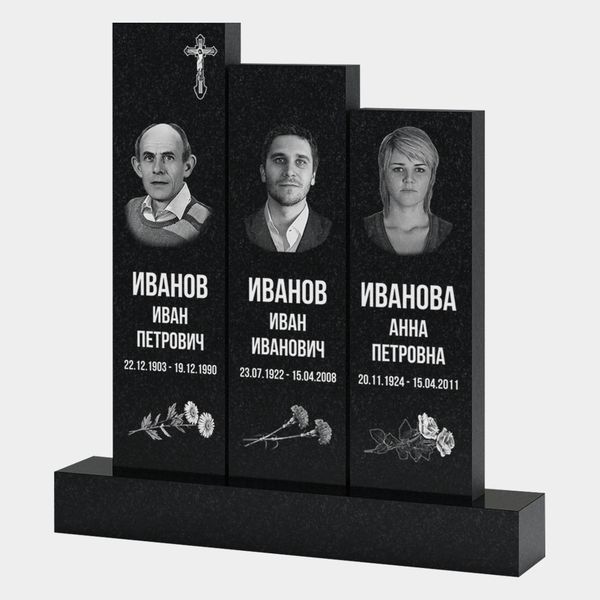 ИВАНОВ
ИВАН
ПЕТРОВИЧ
22.12.1903 - 19.12.1990
ИВАНОВ
ИВАН
ИВАНОВИЧ
23.07.1922 - 15.04.2008
ИВАНОВА
АННА
ПЕТРОВНА
20.11.1924 - 15.04.2011